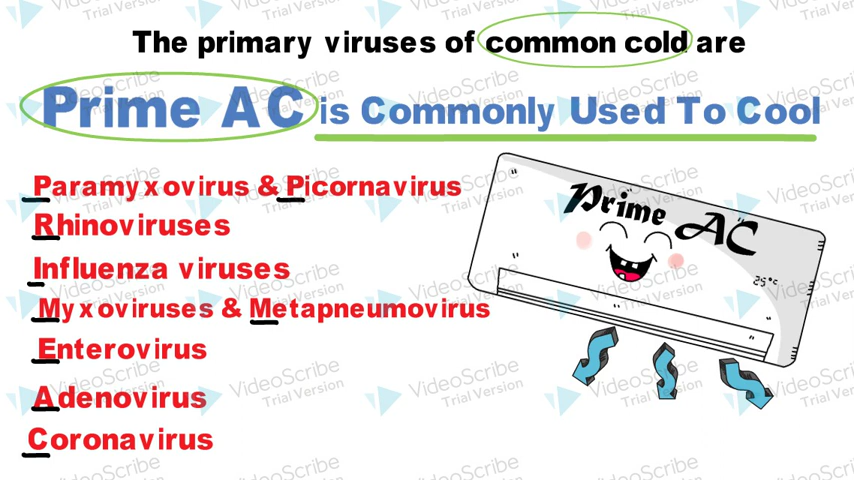 The primary viruses of common cold are
Prime AC is Commonly Used To Cool
Paramyxovirus & Picornavirus
Rhinoviruses
Influenza viruses
Myxoviruses & Metapneumovirus
Enterovirus
Adenovirus
Coronavirus
Prime AC
25°C
VideoScribe
Trial Version